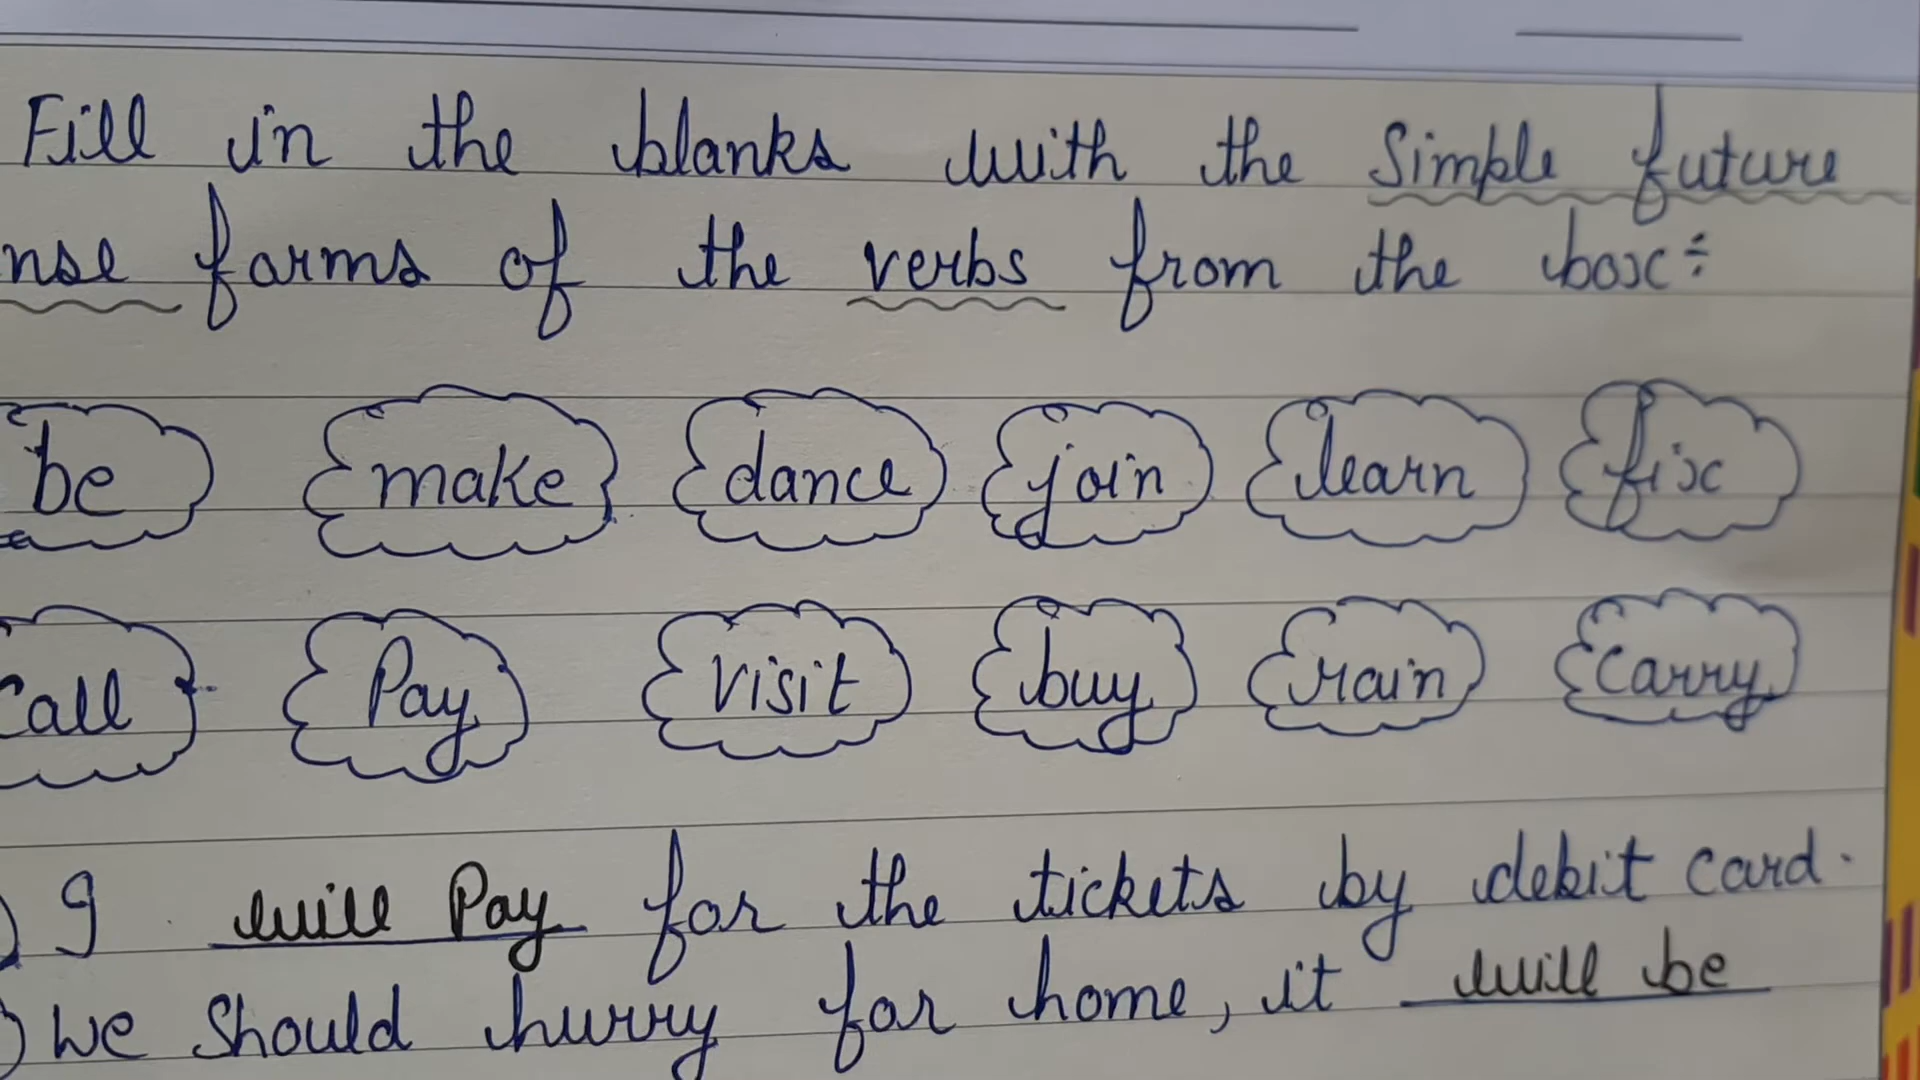 Fill in the blanks with the Simple future
nse forms of the verbs from the box÷
be make dance join learn fix
call Pay visit buy rain carry
) I will Pay for the tickets by debit card.
) We should hurry for home, it will be